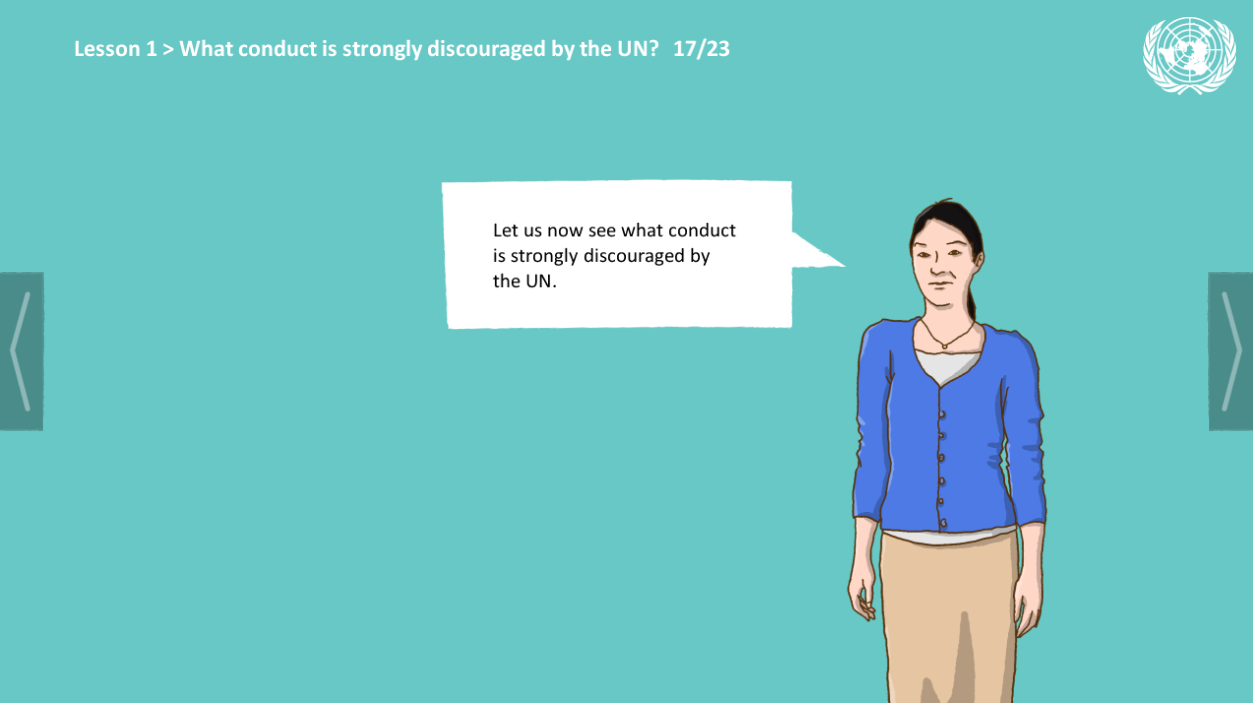 Lesson 1 > What conduct is strongly discouraged by the UN? 17/23
Let us now see what conduct
is strongly discouraged by
the UN.